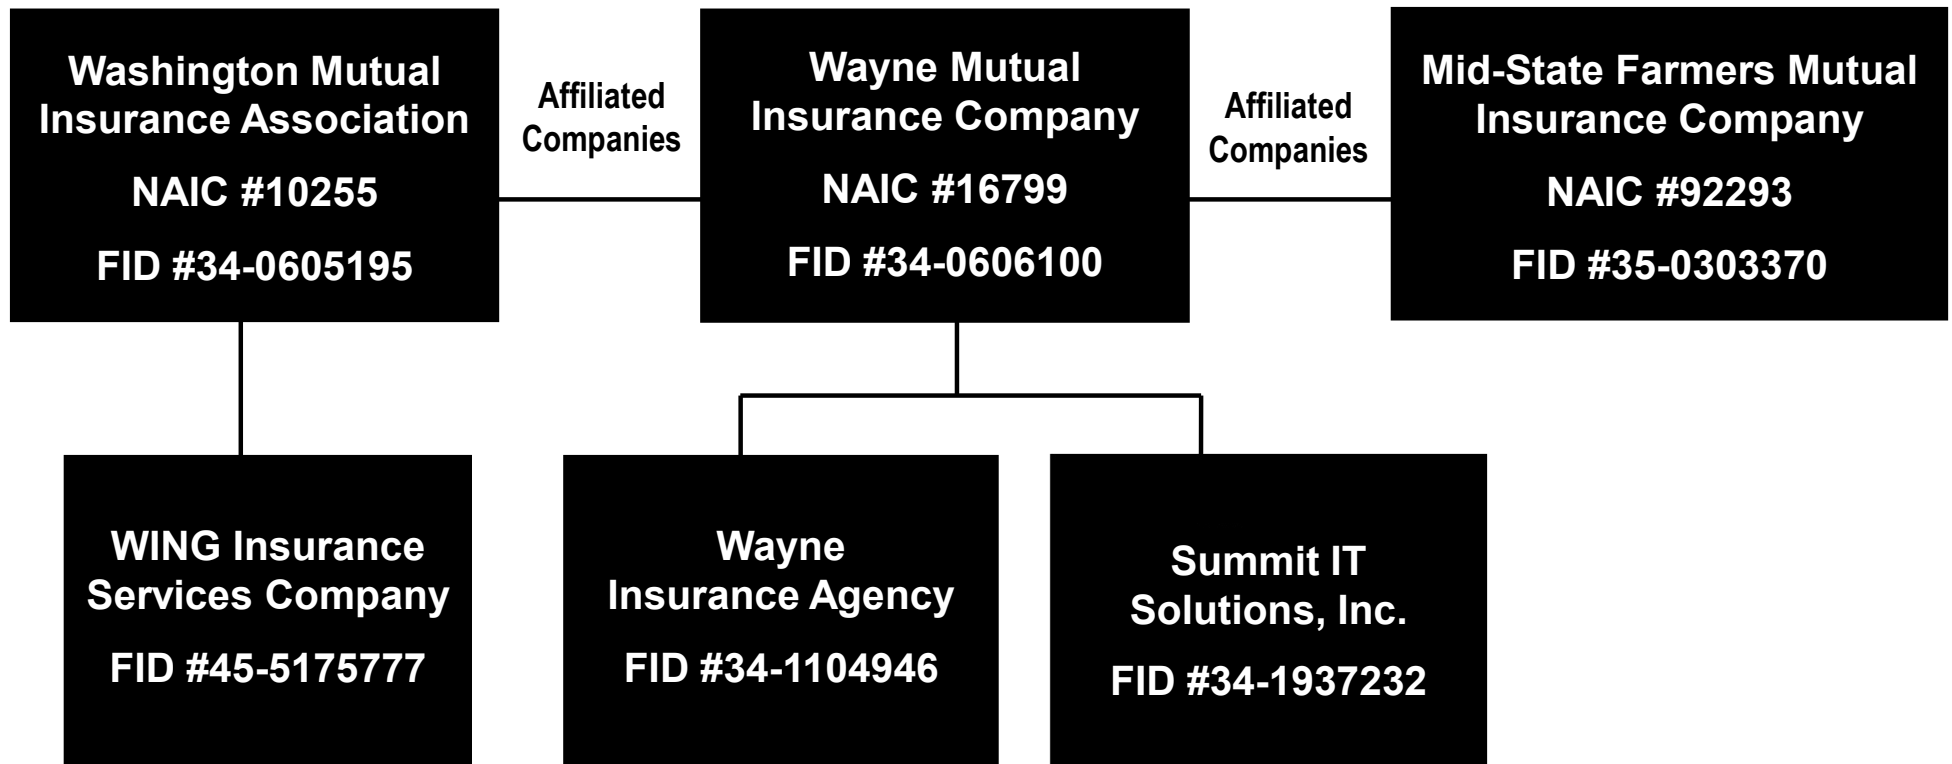 Washington Mutual
Insurance Association
NAIC #10255
FID #34-0605195
Affiliated
Companies
Wayne Mutual
Insurance Company
NAIC #16799
FID #34-0606100
Affiliated
Companies
Mid-State Farmers Mutual
Insurance Company
NAIC #92293
FID #35-0303370
WING Insurance
Services Company
FID #45-5175777
Wayne
Insurance Agency
FID #34-1104946
Summit IT
Solutions, Inc.
FID #34-1937232